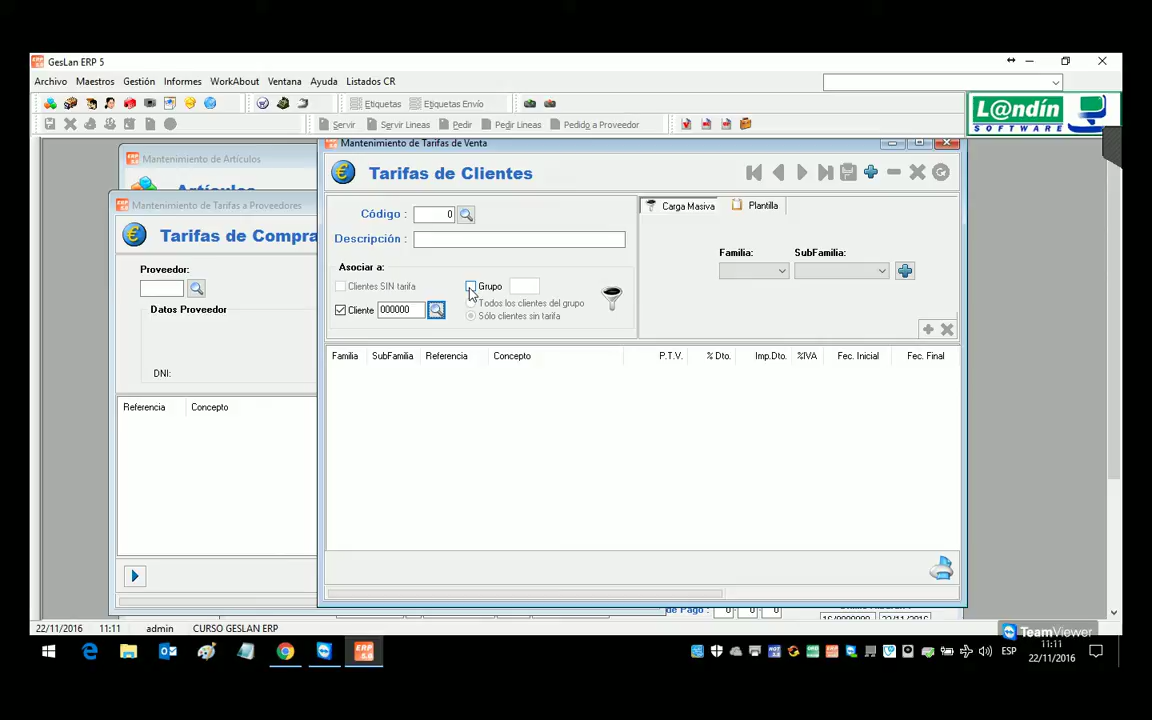 GesLan ERP 5
Archivo Maestros Gestión Informes WorkAbout Ventana Ayuda Listados CR
Etiquetas Etiquetas Envío
Servir Servir Lineas Pedir Pedir Lineas Pedido a Proveedor
L@ndín
SOFTWARE
Mantenimiento de Artículos
Mantenimiento de Tarifas a Proveedores
Tarifas de Compra
Proveedor:
Datos Proveedor
DNI:
Referencia Concepto
Mantenimiento de Tarifas de Venta
Tarifas de Clientes
Código : 0
Descripción :
Asociar a:
Clientes SIN tarifa Grupo
Cliente 000000
Todos los clientes del grupo
Sólo clientes sin tarifa
Carga Masiva Plantilla
Familia: SubFamilia:
Familia SubFamilia Referencia Concepto P.T.V. % Dto. Imp.Dto. %IVA Fec. Inicial Fec. Final
de Pago : 0 0 0
22/11/2016 11:11 admin CURSO GESLAN ERP
TeamViewer
ESP
11:11
22/11/2016